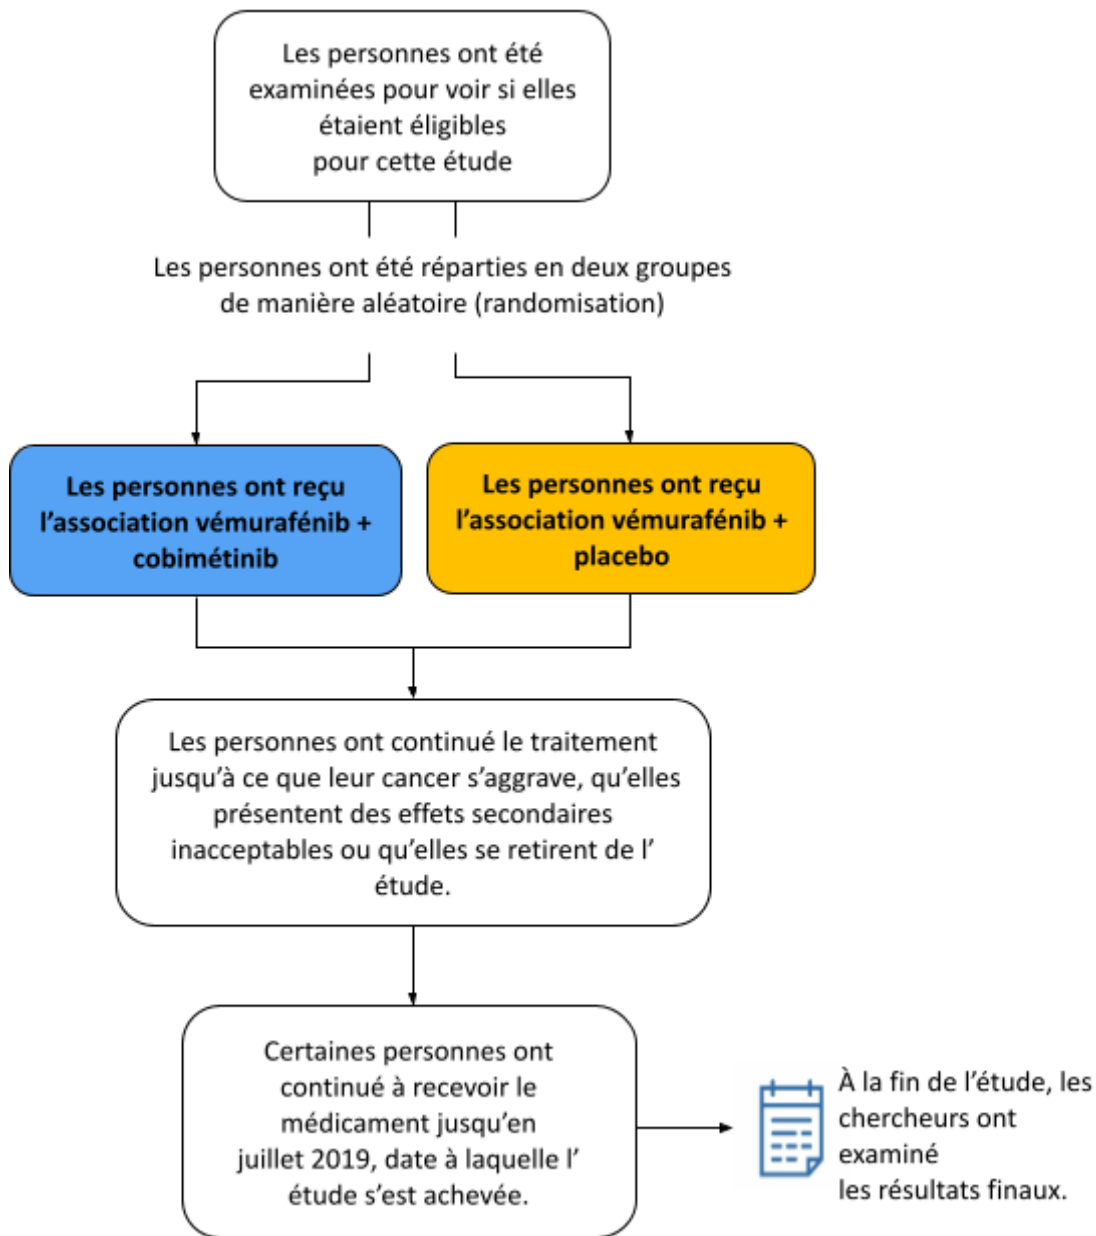 Les personnes ont été
examinées pour voir si elles
étaient éligibles
pour cette étude
Les personnes ont été réparties en deux groupes
de manière aléatoire (randomisation)
Les personnes ont reçu
l’association vémurafénib +
cobimétinib
Les personnes ont reçu
l’association vémurafénib +
placebo
Les personnes ont continué le traitement
jusqu’à ce que leur cancer s’aggrave, qu’elles
présentent des effets secondaires
inacceptables ou qu’elles se retirent de l’
étude.
Certaines personnes ont
continué à recevoir le
médicament jusqu’en
juillet 2019, date à laquelle l’
étude s’est achevée.
À la fin de l’étude, les
chercheurs ont
examiné
les résultats finaux.